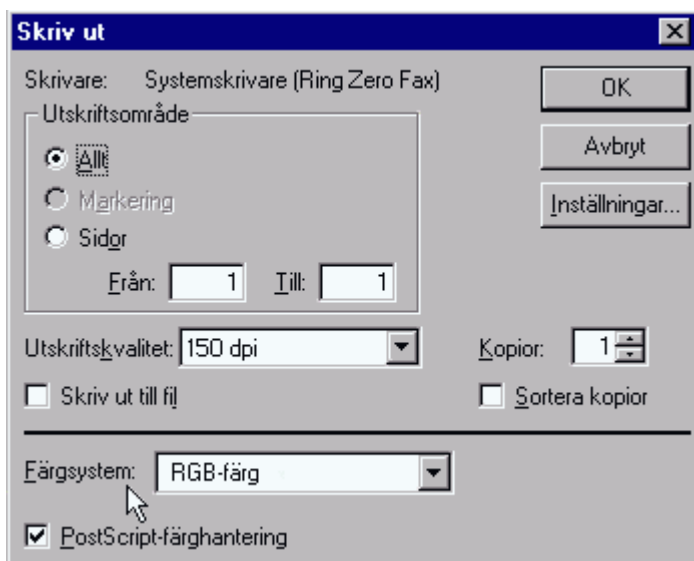 Skriv ut
Skrivare: Systemskrivare (Ring Zero Fax)
OK
Utskriftsområde
Avbryt
Allt
Markering
Inställningar...
Sidor
Från: 1 Till: 1
Utskriftskvalitet: 150 dpi Kopior: 1
Skriv ut till fil Sortera kopior
Färgsystem: RGB-färg
PostScript-färghantering